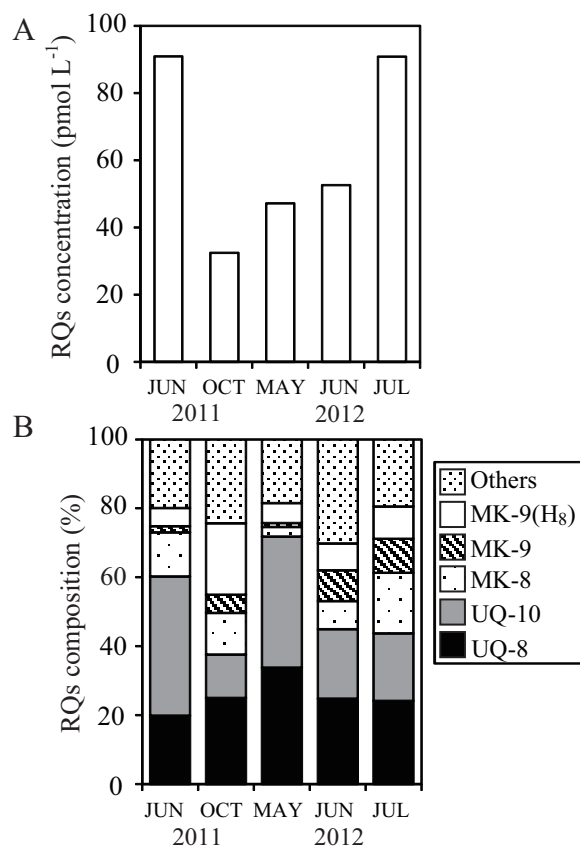 A
RQs concentration (pmol L⁻¹)
100
80
60
40
20
0
JUN OCT MAY JUN JUL
2011 2012
B
RQs composition (%)
100
80
60
40
20
0
JUN OCT MAY JUN JUL
2011 2012
Others
MK-9(H₈)
MK-9
MK-8
UQ-10
UQ-8